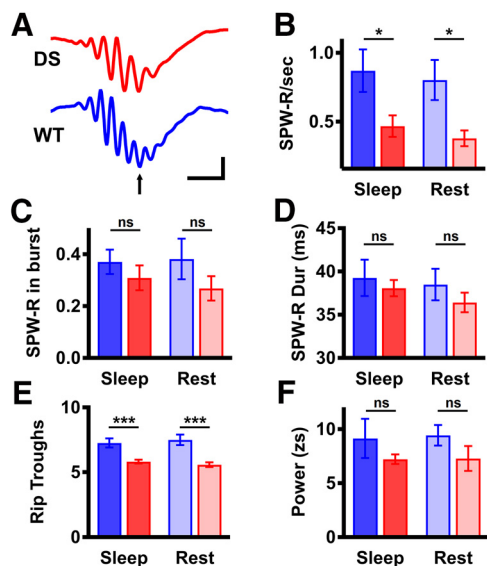 A
DS
WT
B
SPW-R/sec
1.0
0.5
*
*
Sleep
Rest
C
SPW-R in burst
0.4
0.2
0.0
ns
ns
Sleep
Rest
D
SPW-R Dur (ms)
45
40
35
30
ns
ns
Sleep
Rest
E
Rip Troughs
10
5
0
***
***
Sleep
Rest
F
Power (zs)
10
5
0
ns
ns
Sleep
Rest